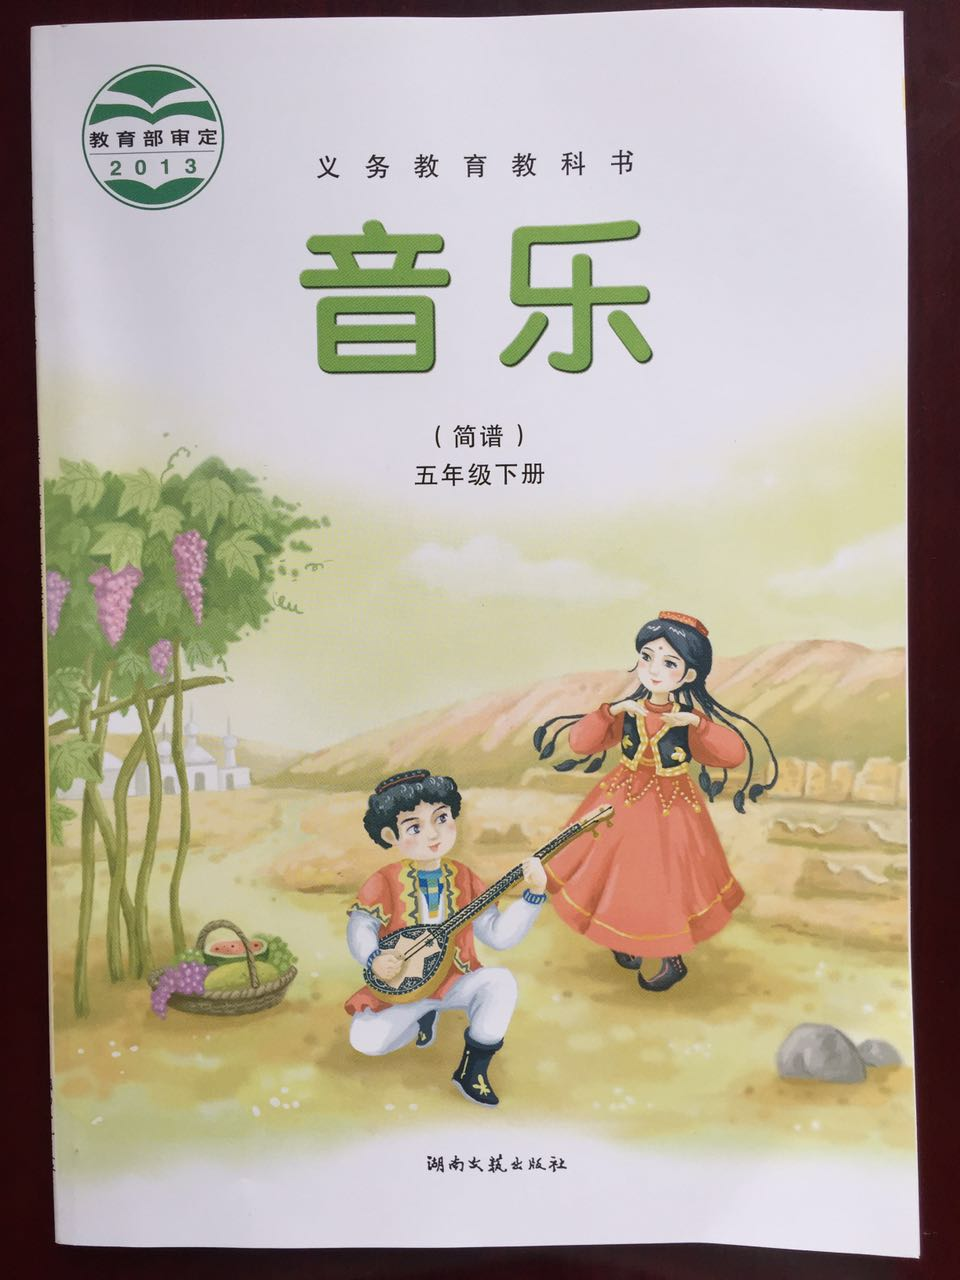 教育部审定
2013
义务教育教科书
音乐
（简谱）
五年级下册
湖南文艺出版社